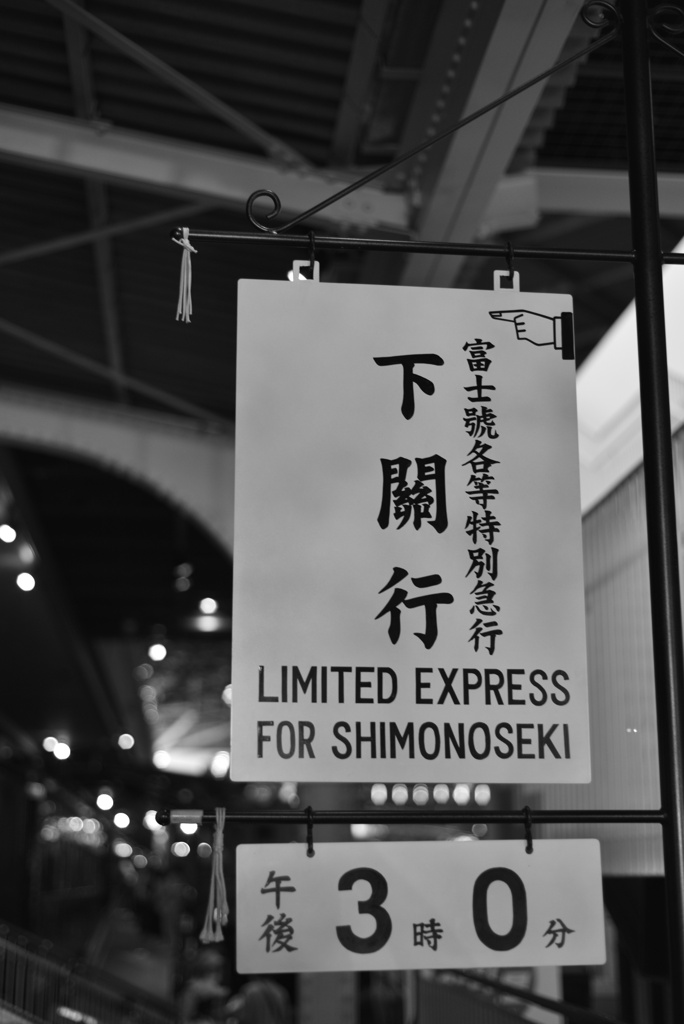 富士號各等特別急行
下關行
LIMITED EXPRESS
FOR SHIMONOSEKI
午後 3時 0分